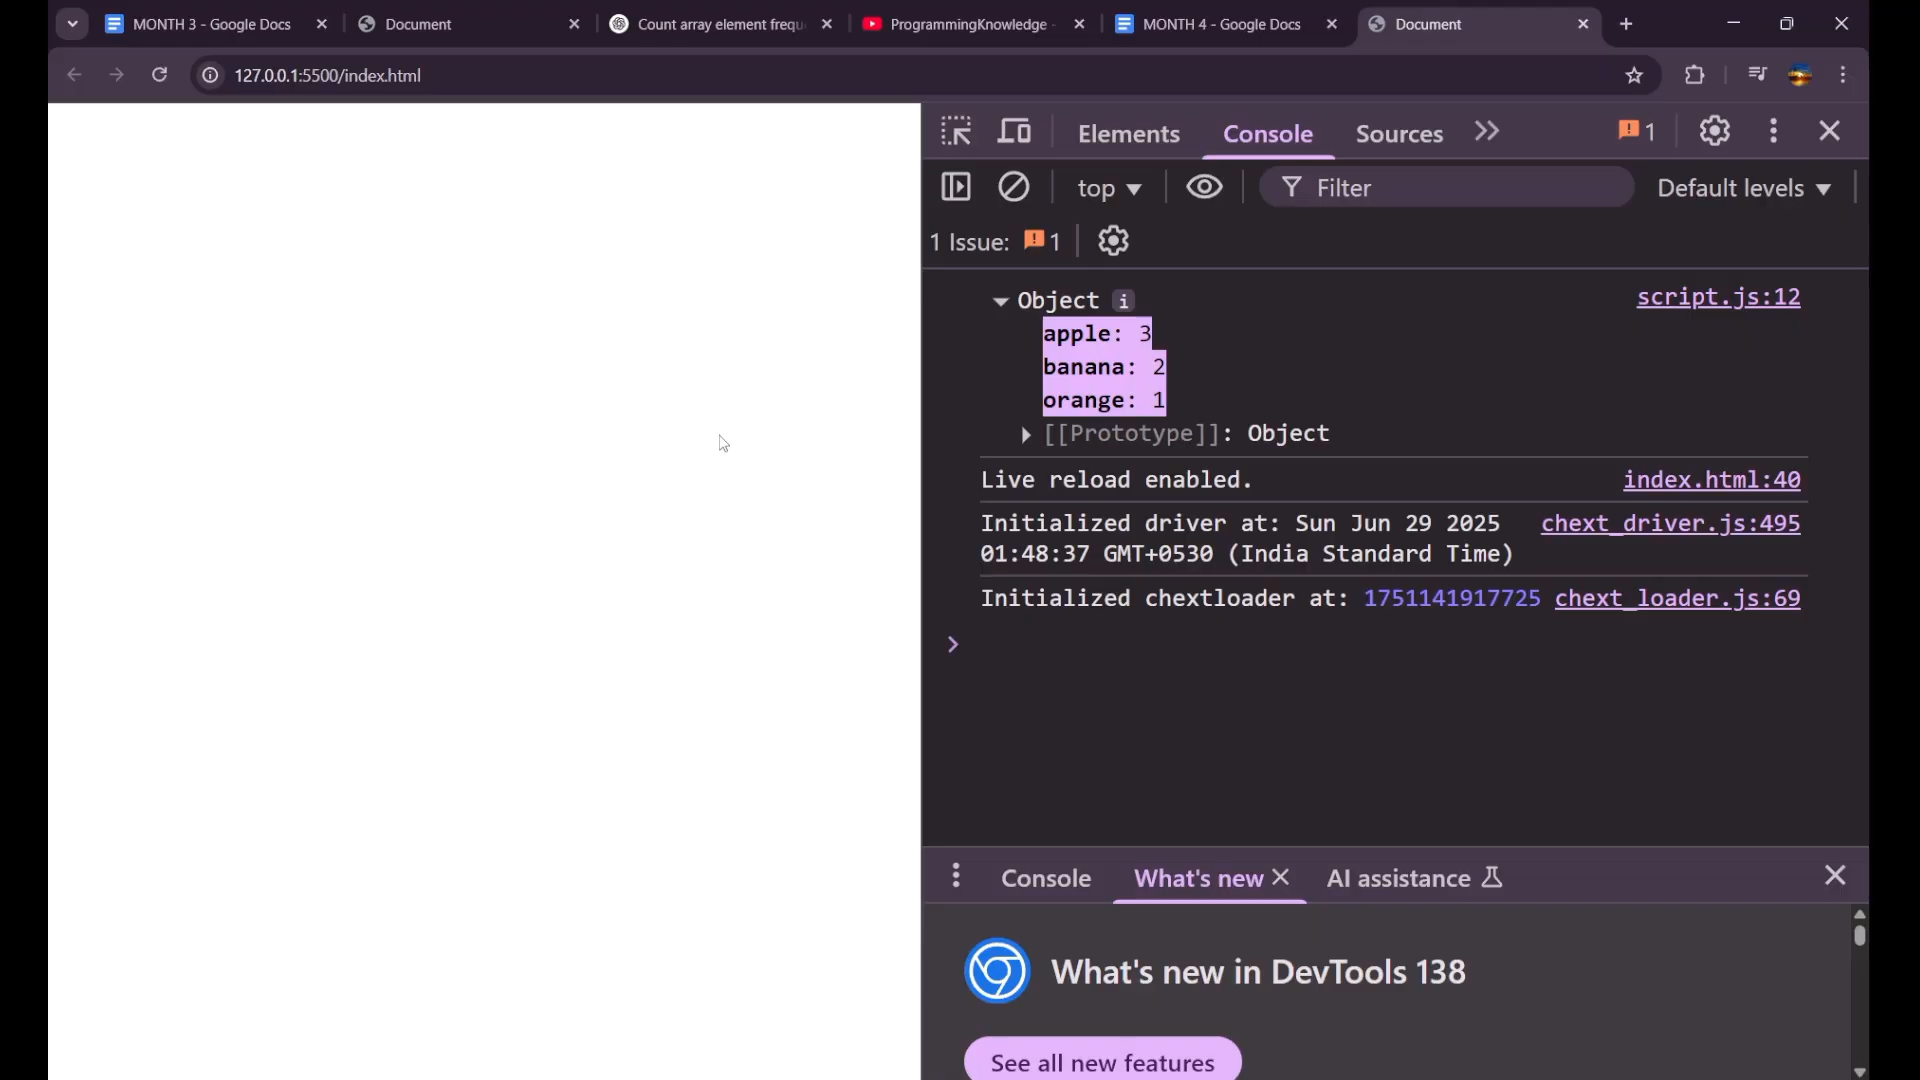 MONTH 3 - Google Docs
Document
Count array element frequ
ProgrammingKnowledge -
MONTH 4 - Google Docs
Document
127.0.0.1:5500/index.html
Elements
Console
Sources
1
top
Filter
Default levels
1 Issue: 1
Object i
script.js:12
apple: 3
banana: 2
orange: 1
[[Prototype]]: Object
Live reload enabled.
index.html:40
Initialized driver at: Sun Jun 29 2025
chext_driver.js:495
01:48:37 GMT+0530 (India Standard Time)
Initialized chextloader at: 1751141917725
chext_loader.js:69
Console
What's new
AI assistance
What's new in DevTools 138
See all new features